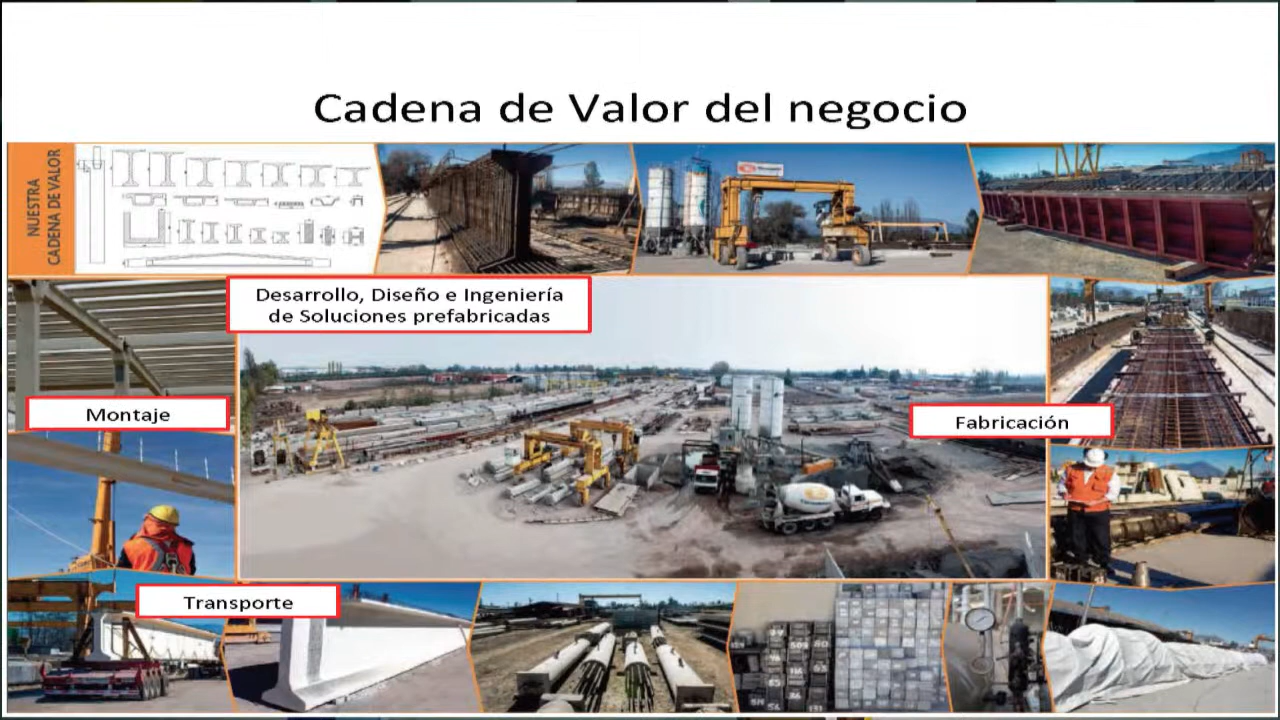 Cadena de Valor del negocio
NUESTRA
CADENA DE VALOR
Desarrollo, Diseño e Ingeniería
de Soluciones prefabricadas
Montaje
Fabricación
Transporte